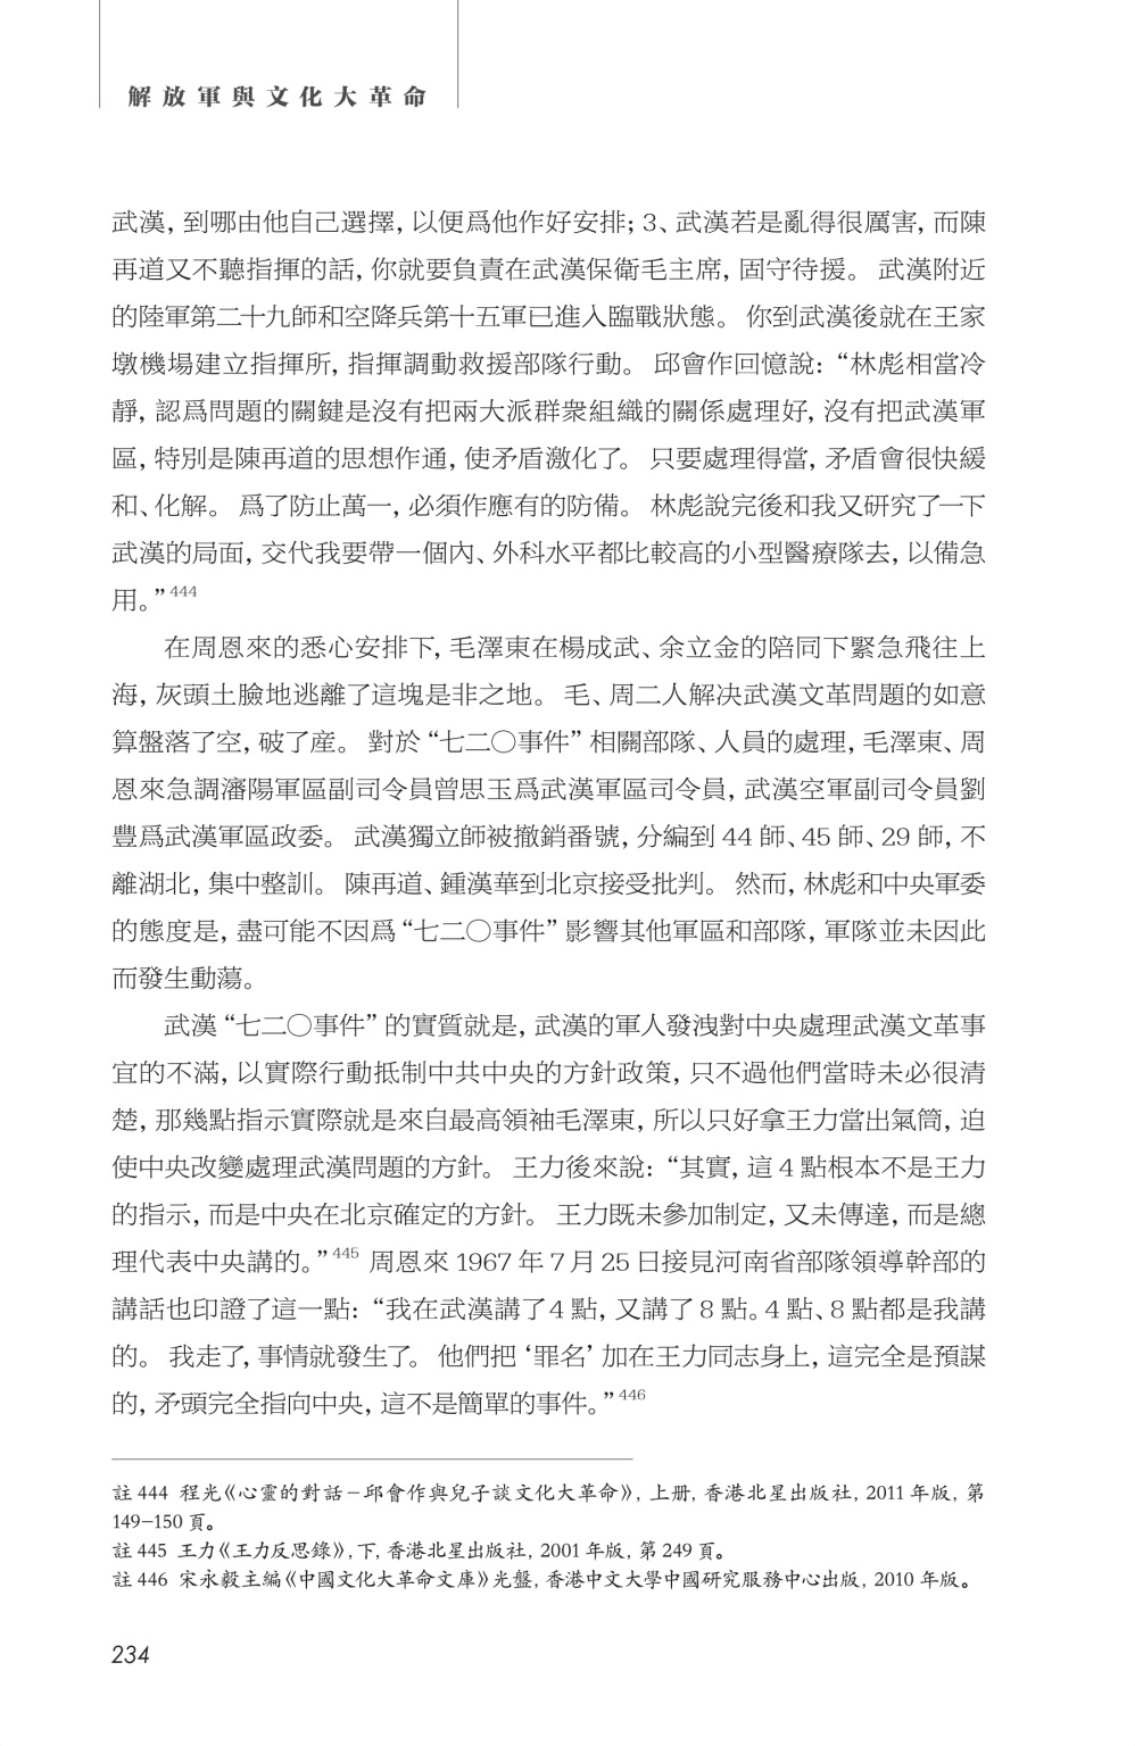 解放軍與文化大革命
武漢，到哪由他自己選擇，以便爲他作好安排；3、武漢若是亂得很厲害，而陳
再道又不聽指揮的話，你就要負責在武漢保衛毛主席，固守待援。武漢附近
的陸軍第二十九師和空降兵第十五軍已進入臨戰狀態。你到武漢後就在王家
墩機場建立指揮所，指揮調動救援部隊行動。邱會作回憶說：“林彪相當冷
靜，認爲問題的關鍵是沒有把兩大派群衆組織的關係處理好，沒有把武漢軍
區，特別是陳再道的思想作通，使矛盾激化了。只要處理得當，矛盾會很快緩
和、化解。爲了防止萬一，必須作應有的防備。林彪說完後和我又研究了一下
武漢的局面，交代我要帶一個內、外科水平都比較高的小型醫療隊去，以備急
用。”444
在周恩來的悉心安排下，毛澤東在楊成武、余立金的陪同下緊急飛往上
海，灰頭土臉地逃離了這塊是非之地。毛、周二人解決武漢文革問題的如意
算盤落了空，破了産。對於“七二〇事件”相關部隊、人員的處理，毛澤東、周
恩來急調瀋陽軍區副司令員曾思玉爲武漢軍區司令員，武漢空軍副司令員劉
豐爲武漢軍區政委。武漢獨立師被撤銷番號，分編到 44 師、45 師、29 師，不
離湖北，集中整訓。陳再道、鍾漢華到北京接受批判。然而，林彪和中央軍委
的態度是，盡可能不因爲“七二〇事件”影響其他軍區和部隊，軍隊並未因此
而發生動蕩。
武漢“七二〇事件”的實質就是，武漢的軍人發洩對中央處理武漢文革事
宜的不滿，以實際行動抵制中共中央的方針政策，只不過他們當時未必很清
楚，那幾點指示實際就是來自最高領袖毛澤東，所以只好拿王力當出氣筒，迫
使中央改變處理武漢問題的方針。王力後來說：“其實，這 4 點根本不是王力
的指示，而是中央在北京確定的方針。王力既未參加制定，又未傳達，而是總
理代表中央講的。”445 周恩來 1967 年 7 月 25 日接見河南省部隊領導幹部的
講話也印證了這一點：“我在武漢講了 4 點，又講了 8 點。4 點、8 點都是我講
的。我走了，事情就發生了。他們把‘罪名’加在王力同志身上，這完全是預謀
的，矛頭完全指向中央，這不是簡單的事件。”446
註 444 程光《心靈的對話－邱會作與兒子談文化大革命》，上册，香港北星出版社，2011 年版，第
149–150 頁。
註 445 王力《王力反思錄》，下，香港北星出版社，2001 年版，第 249 頁。
註 446 宋永毅主編《中國文化大革命文庫》光盤，香港中文大學中國研究服務中心出版，2010 年版。
234